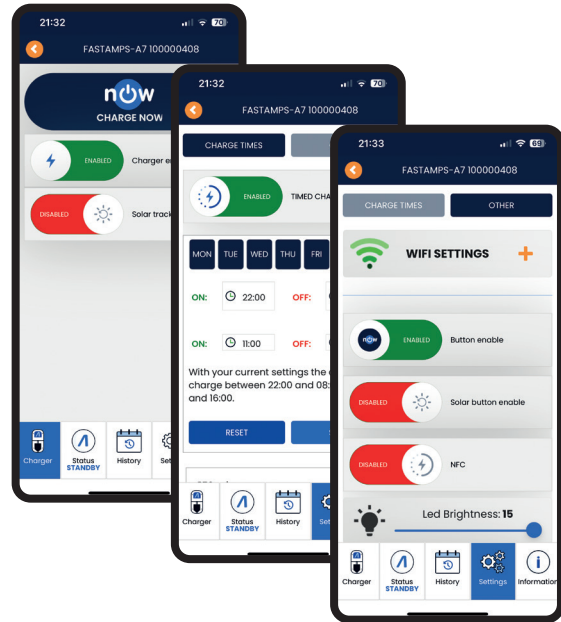 21:32
70
FASTAMPS-A7 100000408
now
CHARGE NOW
ENABLED
Charger
DISABLED
Solar
Charger
Status
STANDBY
History
21:32
70
FASTAMPS-A7 100000408
CHARGE TIMES
ENABLED
TIMED
MON
TUE
WED
THU
FRI
ON:
22:00
OFF:
ON:
11:00
OFF:
With your current settings the
charge between 22:00 and 08:
and 16:00.
RESET
Charger
Status
STANDBY
History
21:33
69
FASTAMPS-A7 100000408
CHARGE TIMES
OTHER
WIFI SETTINGS
+
now
ENABLED
Button enable
DISABLED
Solar button enable
DISABLED
NFC
Led Brightness: 15
Charger
Status
STANDBY
History
Settings
Information